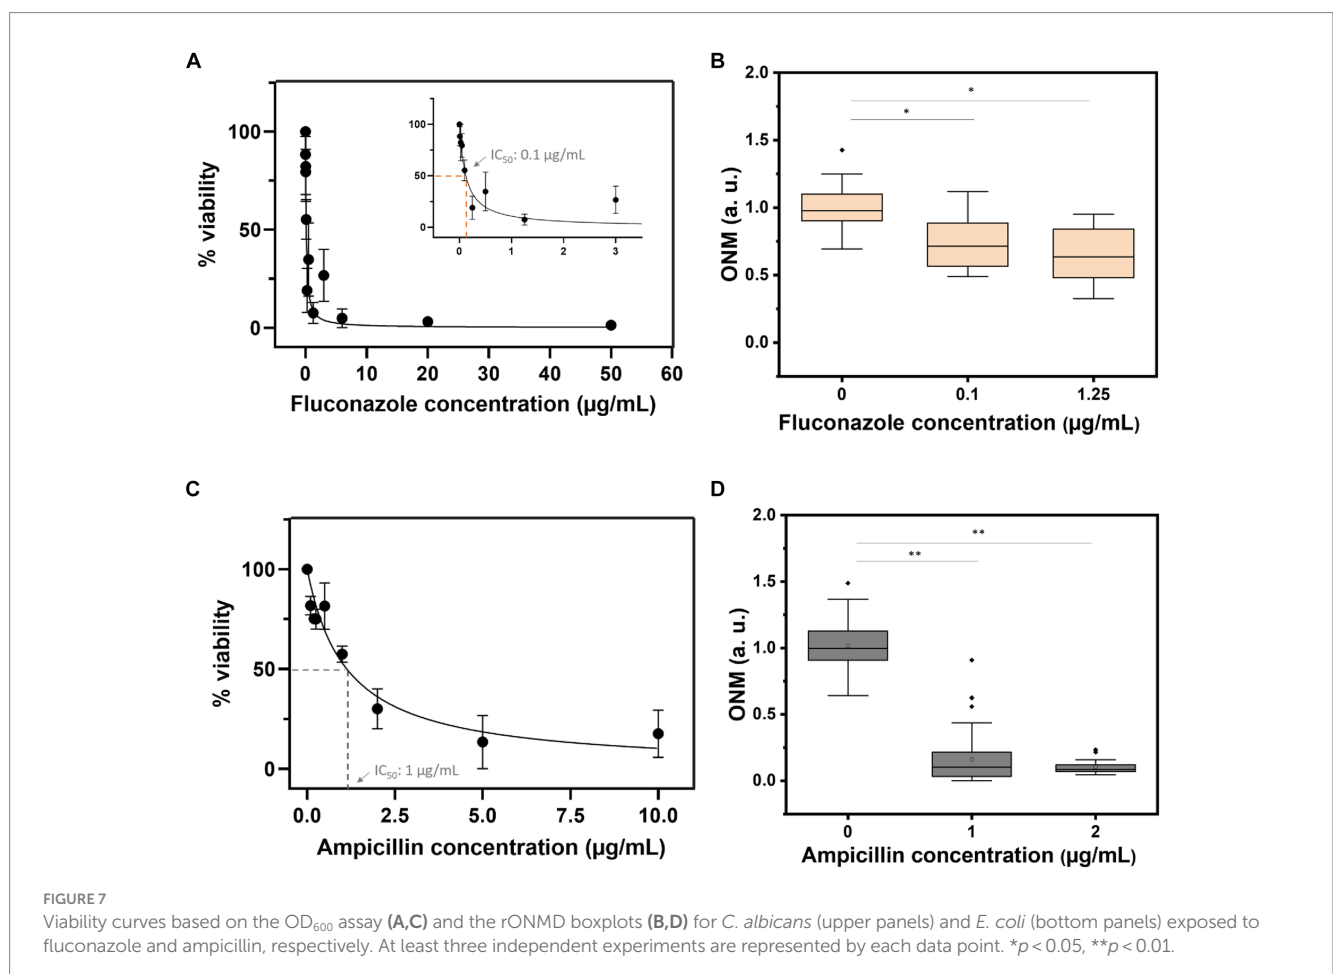 A
100
50
0
% viability
0 10 20 30 40 50 60
Fluconazole concentration (µg/mL)
100
75
50
25
0
0 1 2 3
IC₅₀: 0.1 µg/mL
B
2.0
1.5
1.0
0.5
0.0
ONM (a. u.)
*
*
0 0.1 1.25
Fluconazole concentration (µg/mL)
C
100
50
0
% viability
IC₅₀: 1 µg/mL
0.0 2.5 5.0 7.5 10.0
Ampicillin concentration (µg/mL)
D
2.0
1.5
1.0
0.5
0.0
ONM (a. u.)
**
**
0 1 2
Ampicillin concentration (µg/mL)
FIGURE 7
Viability curves based on the OD₆₀₀ assay (A,C) and the rONMD boxplots (B,D) for C. albicans (upper panels) and E. coli (bottom panels) exposed to
fluconazole and ampicillin, respectively. At least three independent experiments are represented by each data point. *p < 0.05, **p < 0.01.